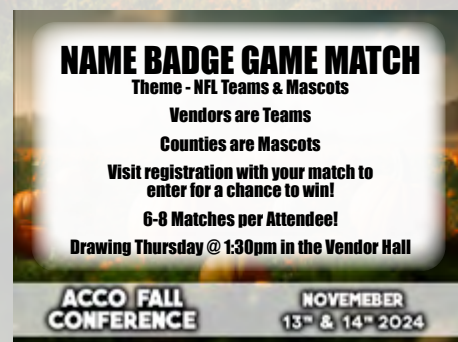 NAME BADGE GAME MATCH
Theme - NFL Teams & Mascots
Vendors are Teams
Counties are Mascots
Visit registration with your match to
enter for a chance to win!
6-8 Matches per Attendee!
Drawing Thursday @ 1:30pm in the Vendor Hall
ACCO FALL
CONFERENCE
NOVEMEBER
13TH & 14TH 2024